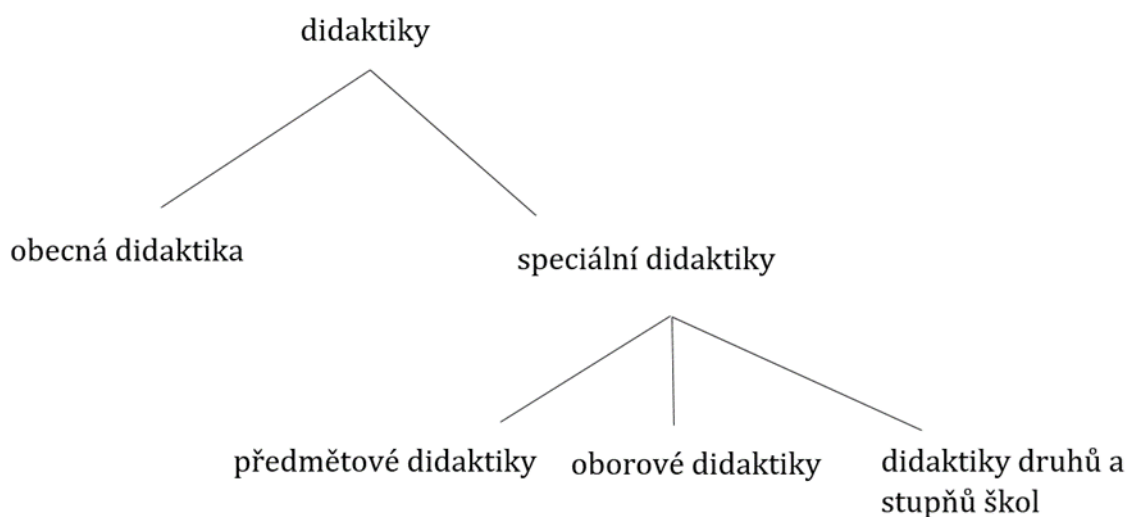 didaktiky
obecná didaktika
speciální didaktiky
předmětové didaktiky
oborové didaktiky
didaktiky druhů a
stupňů škol